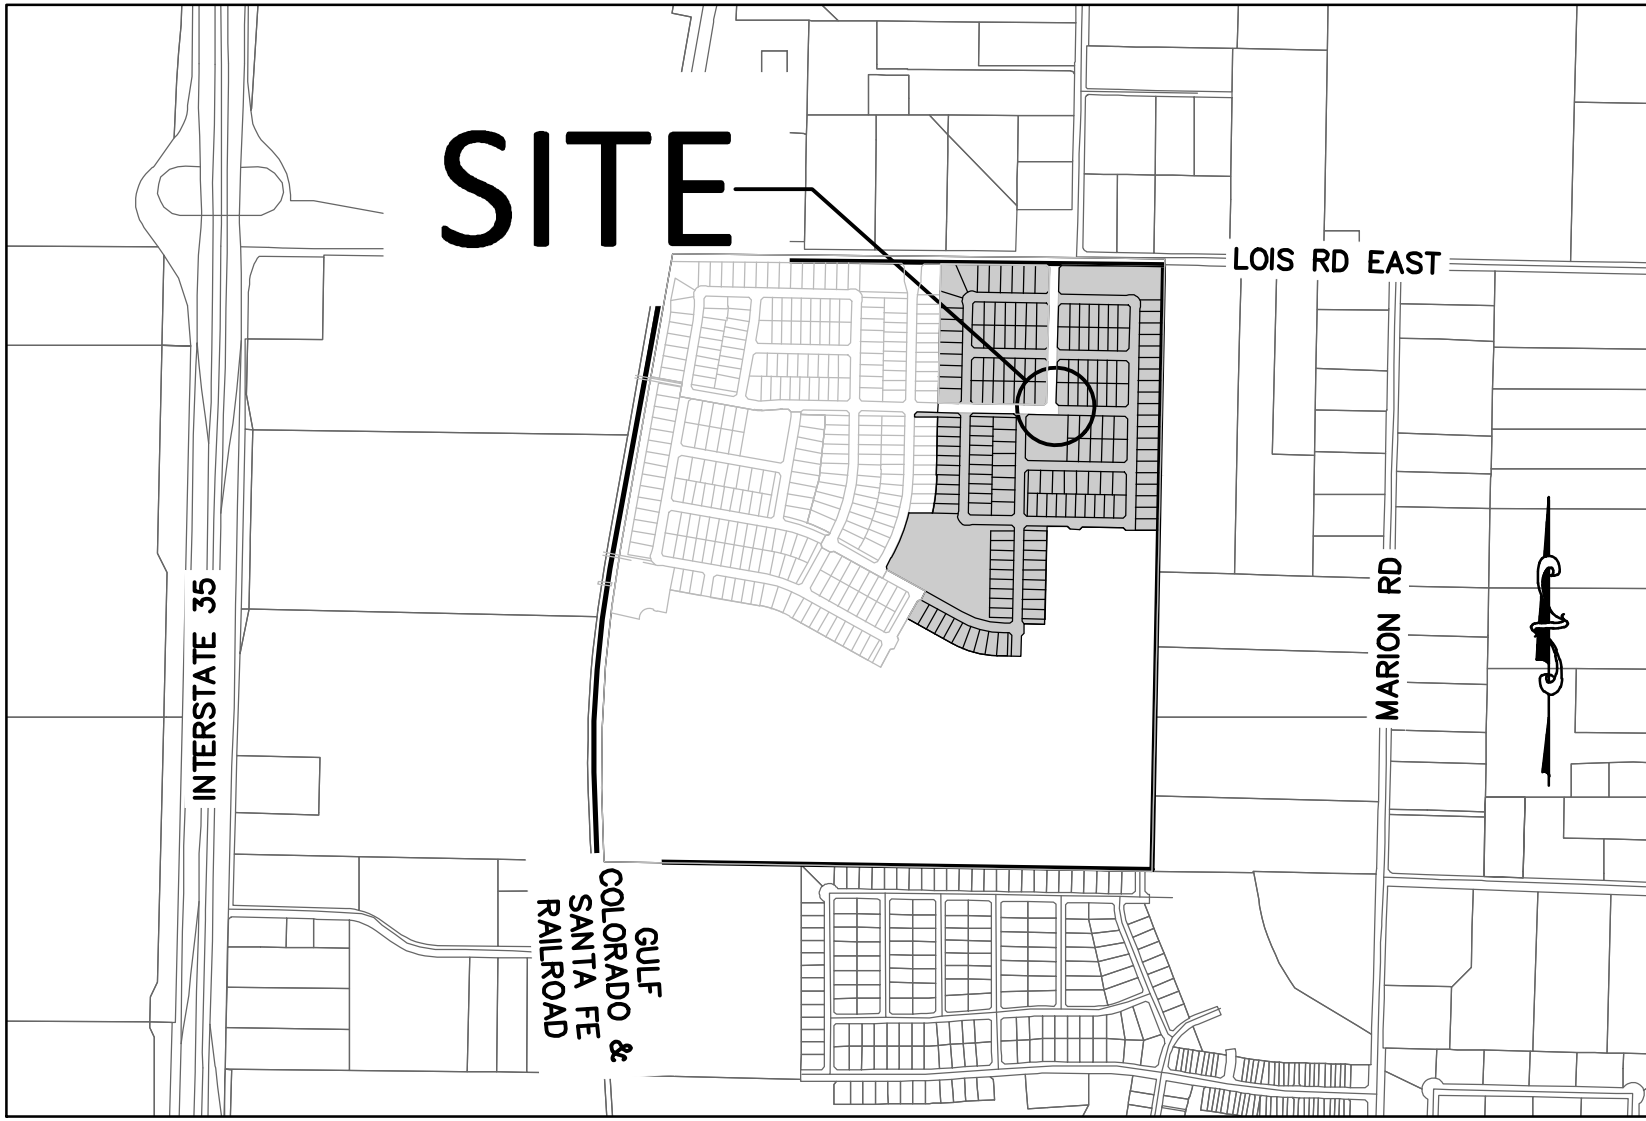 SITE
LOIS RD EAST
INTERSTATE 35
MARION RD
GULF
COLORADO &
SANTA FE
RAILROAD